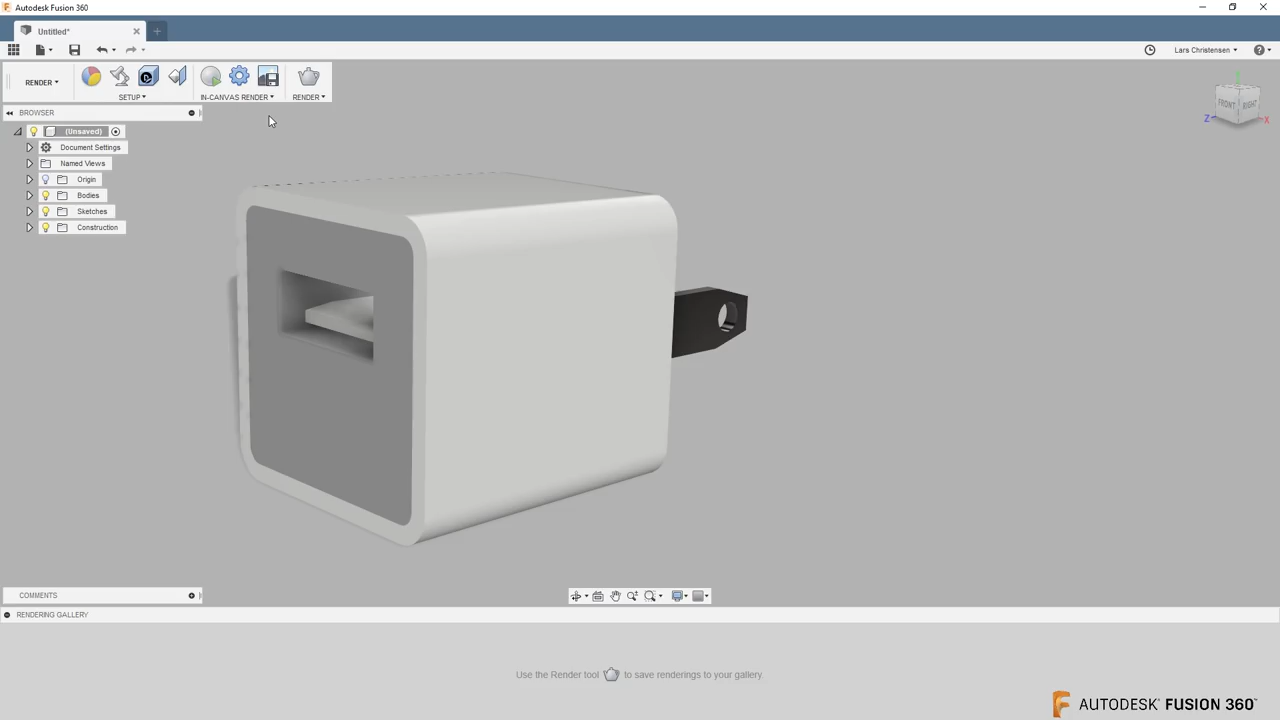 Autodesk Fusion 360
Untitled*
Lars Christensen
RENDER
SETUP
IN-CANVAS RENDER
RENDER
BROWSER
(Unsaved)
Document Settings
Named Views
Origin
Bodies
Sketches
Construction
FRONT
RIGHT
Z
X
COMMENTS
RENDERING GALLERY
Use the Render tool to save renderings to your gallery.
AUTODESK® FUSION 360™